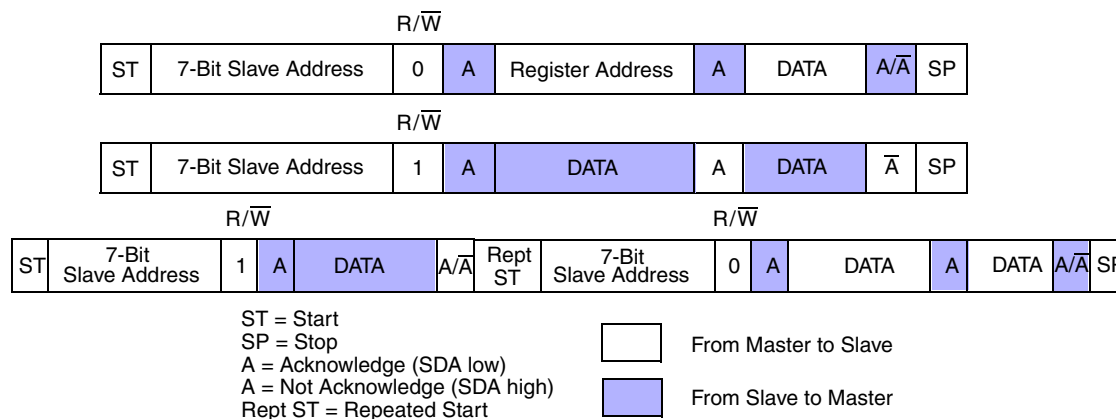 R/W̅
ST 7-Bit Slave Address 0 A Register Address A DATA A/A̅ SP
R/W̅
ST 7-Bit Slave Address 1 A DATA A DATA A̅ SP
R/W̅ R/W̅
ST 7-Bit Slave Address 1 A DATA A/A̅ Rept ST 7-Bit Slave Address 0 A DATA A DATA A/A̅ SP
ST = Start
SP = Stop
A = Acknowledge (SDA low)
A = Not Acknowledge (SDA high)
Rept ST = Repeated Start
From Master to Slave
From Slave to Master